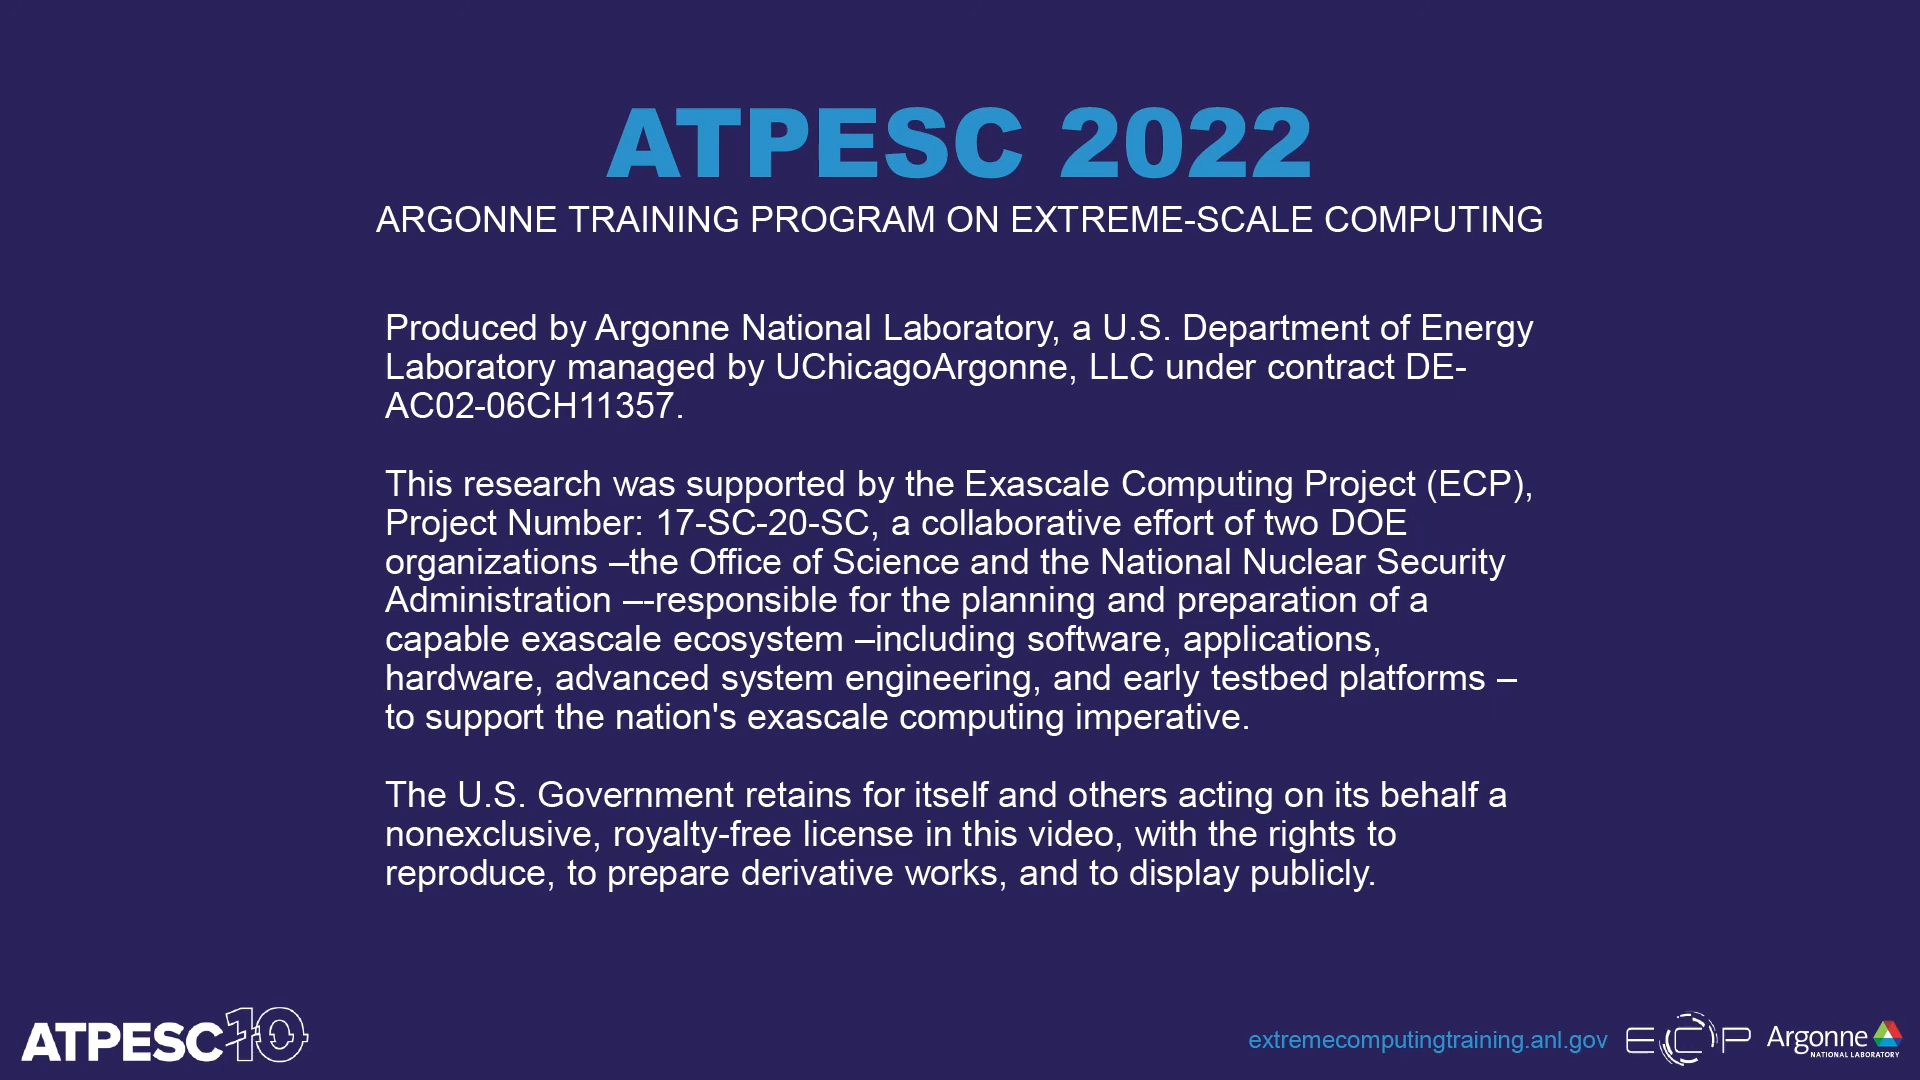 ATPESC 2022
ARGONNE TRAINING PROGRAM ON EXTREME-SCALE COMPUTING
Produced by Argonne National Laboratory, a U.S. Department of Energy
Laboratory managed by UChicagoArgonne, LLC under contract DE-
AC02-06CH11357.
This research was supported by the Exascale Computing Project (ECP),
Project Number: 17-SC-20-SC, a collaborative effort of two DOE
organizations –the Office of Science and the National Nuclear Security
Administration –-responsible for the planning and preparation of a
capable exascale ecosystem –including software, applications,
hardware, advanced system engineering, and early testbed platforms –
to support the nation's exascale computing imperative.
The U.S. Government retains for itself and others acting on its behalf a
nonexclusive, royalty-free license in this video, with the rights to
reproduce, to prepare derivative works, and to display publicly.
ATPESC10
extremecomputingtraining.anl.gov
ECP
Argonne
NATIONAL LABORATORY